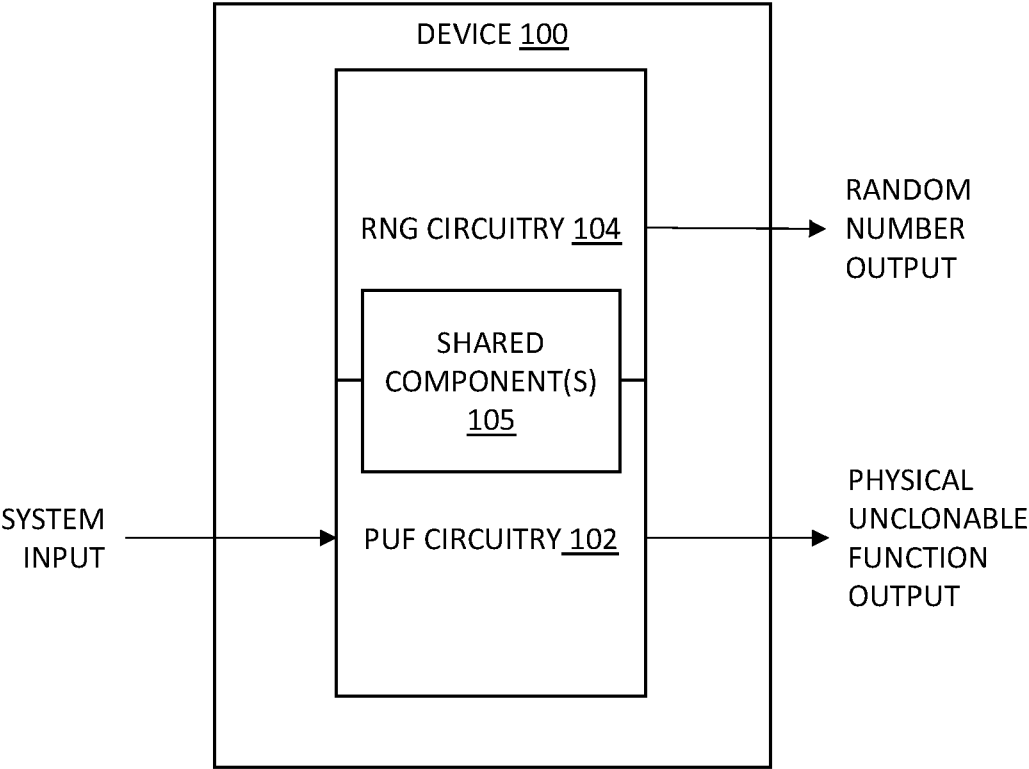 DEVICE 100
RNG CIRCUITRY 104
RANDOM
NUMBER
OUTPUT
SHARED
COMPONENT(S)
105
SYSTEM
INPUT
PUF CIRCUITRY 102
PHYSICAL
UNCLONABLE
FUNCTION
OUTPUT